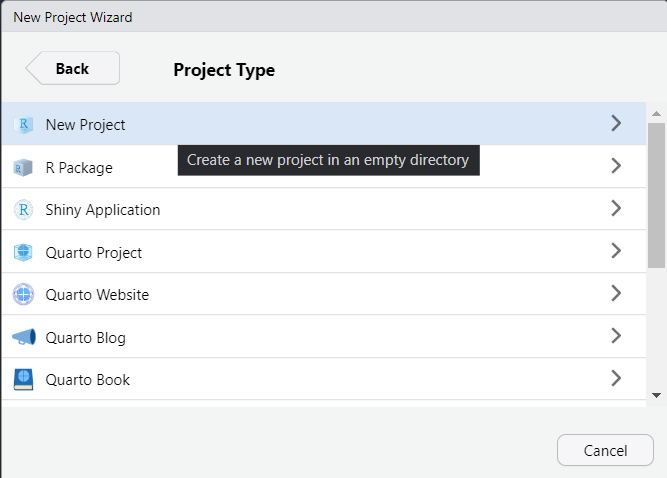 New Project Wizard
Back
Project Type
R New Project
Create a new project in an empty directory
R R Package
R Shiny Application
Quarto Project
Quarto Website
Quarto Blog
Quarto Book
Cancel